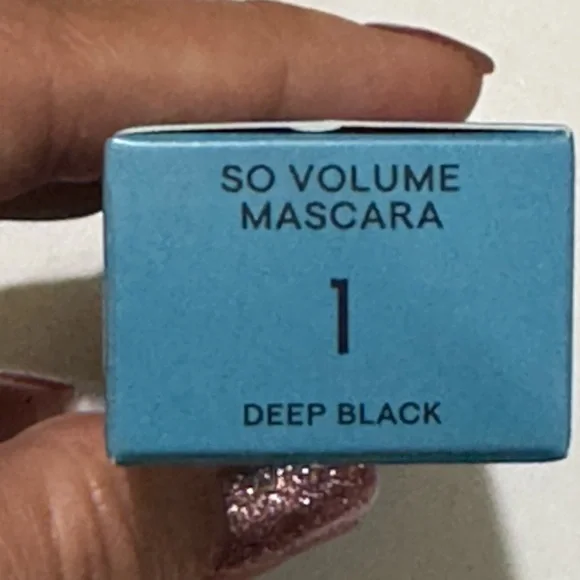 SO VOLUME
MASCARA
1
DEEP BLACK